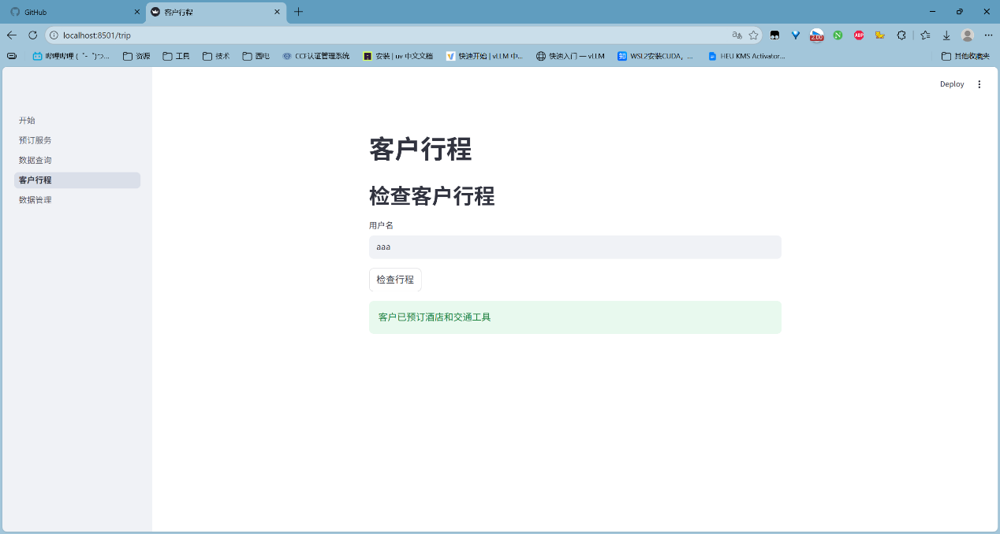 GitHub
客户行程
localhost:8501/trip
2.00
ABP
哔哩哔哩 (゜-゜)つ...
资源
工具
技术
西电
CCF认证管理系统
安装 | uv 中文文档
快速开始 | vLLM 中...
快速入门 — vLLM
知
WSL2安装CUDA，...
HEU KMS Activator...
其他收藏夹
Deploy
开始
预订服务
数据查询
客户行程
数据管理
客户行程
检查客户行程
用户名
aaa
检查行程
客户已预订酒店和交通工具